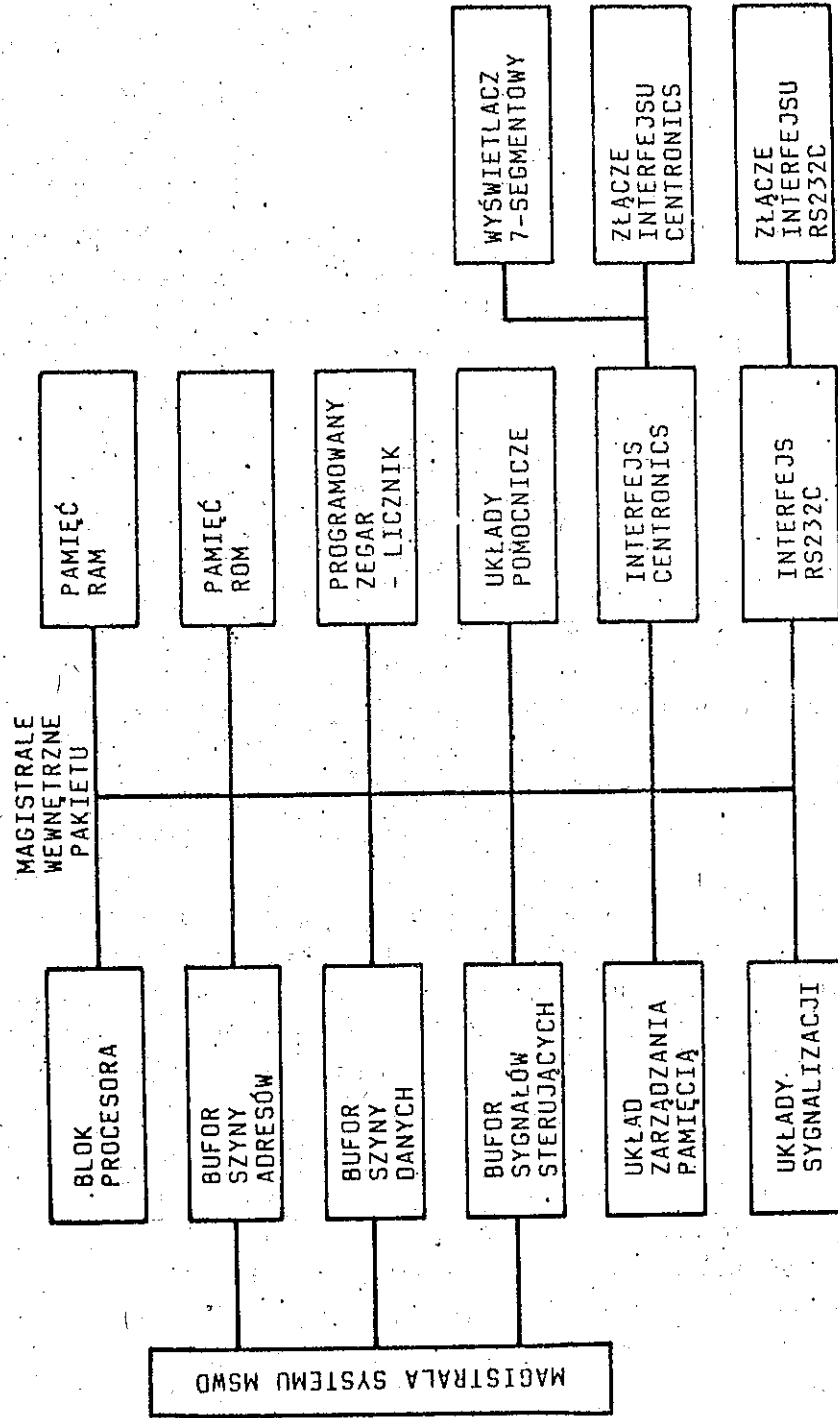 MAGISTRALE
WEWNĘTRZNE
PAKIETU
MAGISTRALA SYSTEMU MSWD
BLOK
PROCESORA
BUFOR
SZYNY
ADRESÓW
BUFOR
SZYNY
DANYCH
BUFOR
SYGNAŁÓW
STERUJĄCYCH
UKŁAD
ZARZĄDZANIA
PAMIĘCIĄ
UKŁADY
SYGNALIZACJI
PAMIĘĆ
RAM
PAMIĘĆ
ROM
PROGRAMOWANY
ZEGAR
- LICZNIK
UKŁADY
POMOCNICZE
INTERFEJS
CENTRONICS
INTERFEJS
RS232C
WYŚWIETLACZ
7-SEGMENTOWY
ZŁĄCZE
INTERFEJSU
CENTRONICS
ZŁĄCZE
INTERFEJSU
RS232C